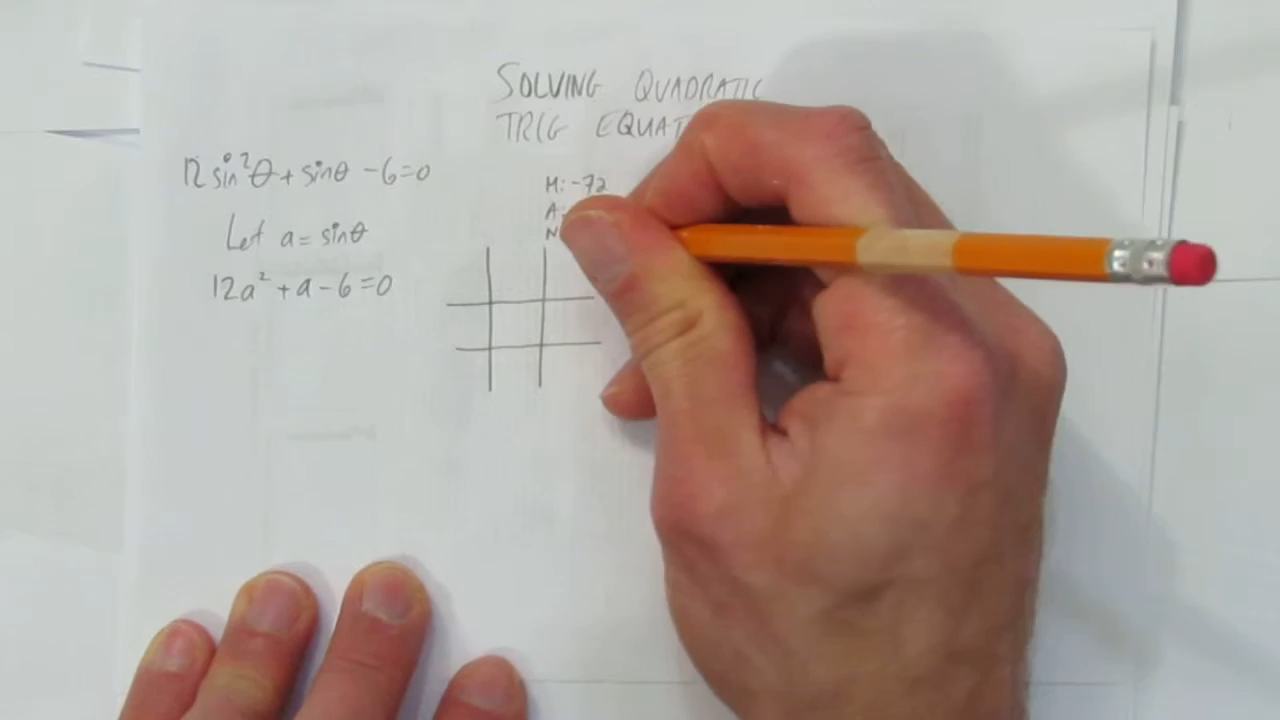 SOLVING QUADRATIC
TRIG EQUAT
12 sin²θ + sinθ - 6 = 0
Let a = sinθ
12a² + a - 6 = 0
M: -72
A:
N